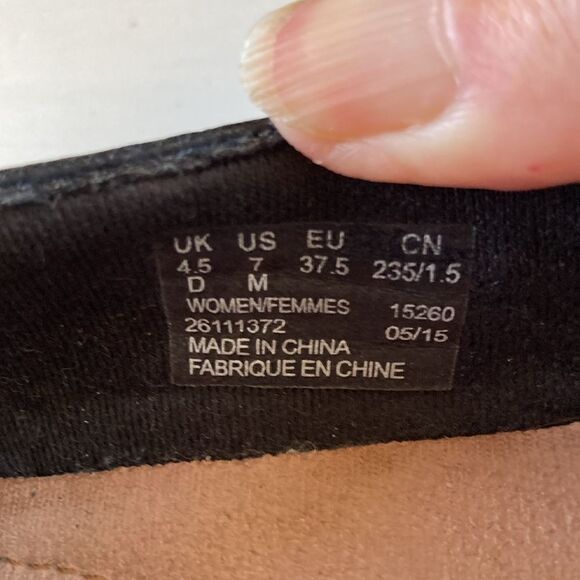 UK US EU CN
4.5 7 37.5 235/1.5
D M
WOMEN/FEMMES 15260
26111372 05/15
MADE IN CHINA
FABRIQUE EN CHINE